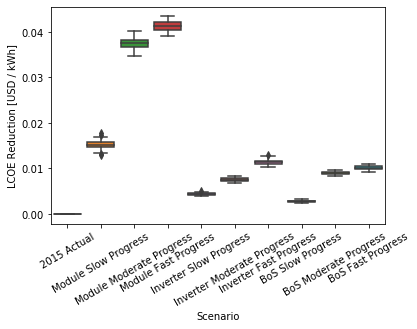 LCOE Reduction [USD / kWh]
0.04
0.03
0.02
0.01
0.00
2015 Actual
Module Slow Progress
Module Moderate Progress
Module Fast Progress
Inverter Slow Progress
Inverter Moderate Progress
Inverter Fast Progress
BoS Slow Progress
BoS Moderate Progress
BoS Fast Progress
Scenario